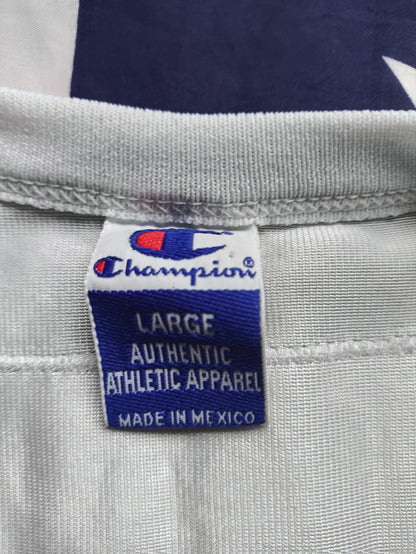 Champion®
LARGE
AUTHENTIC
ATHLETIC APPAREL
MADE IN MEXICO